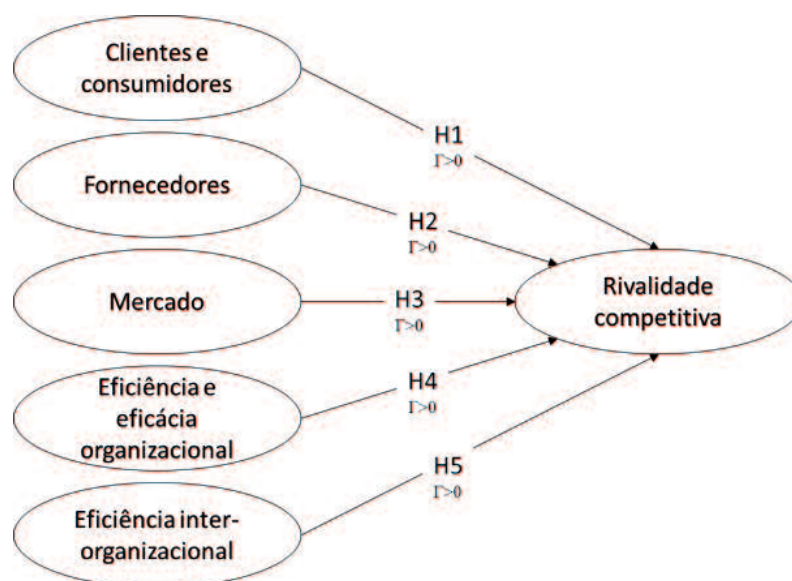 Clientes e
consumidores
H1
Γ>0
Fornecedores
H2
Γ>0
Mercado
H3
Γ>0
Rivalidade
competitiva
Eficiência e
eficácia
organizacional
H4
Γ>0
H5
Γ>0
Eficiência inter-
organizacional